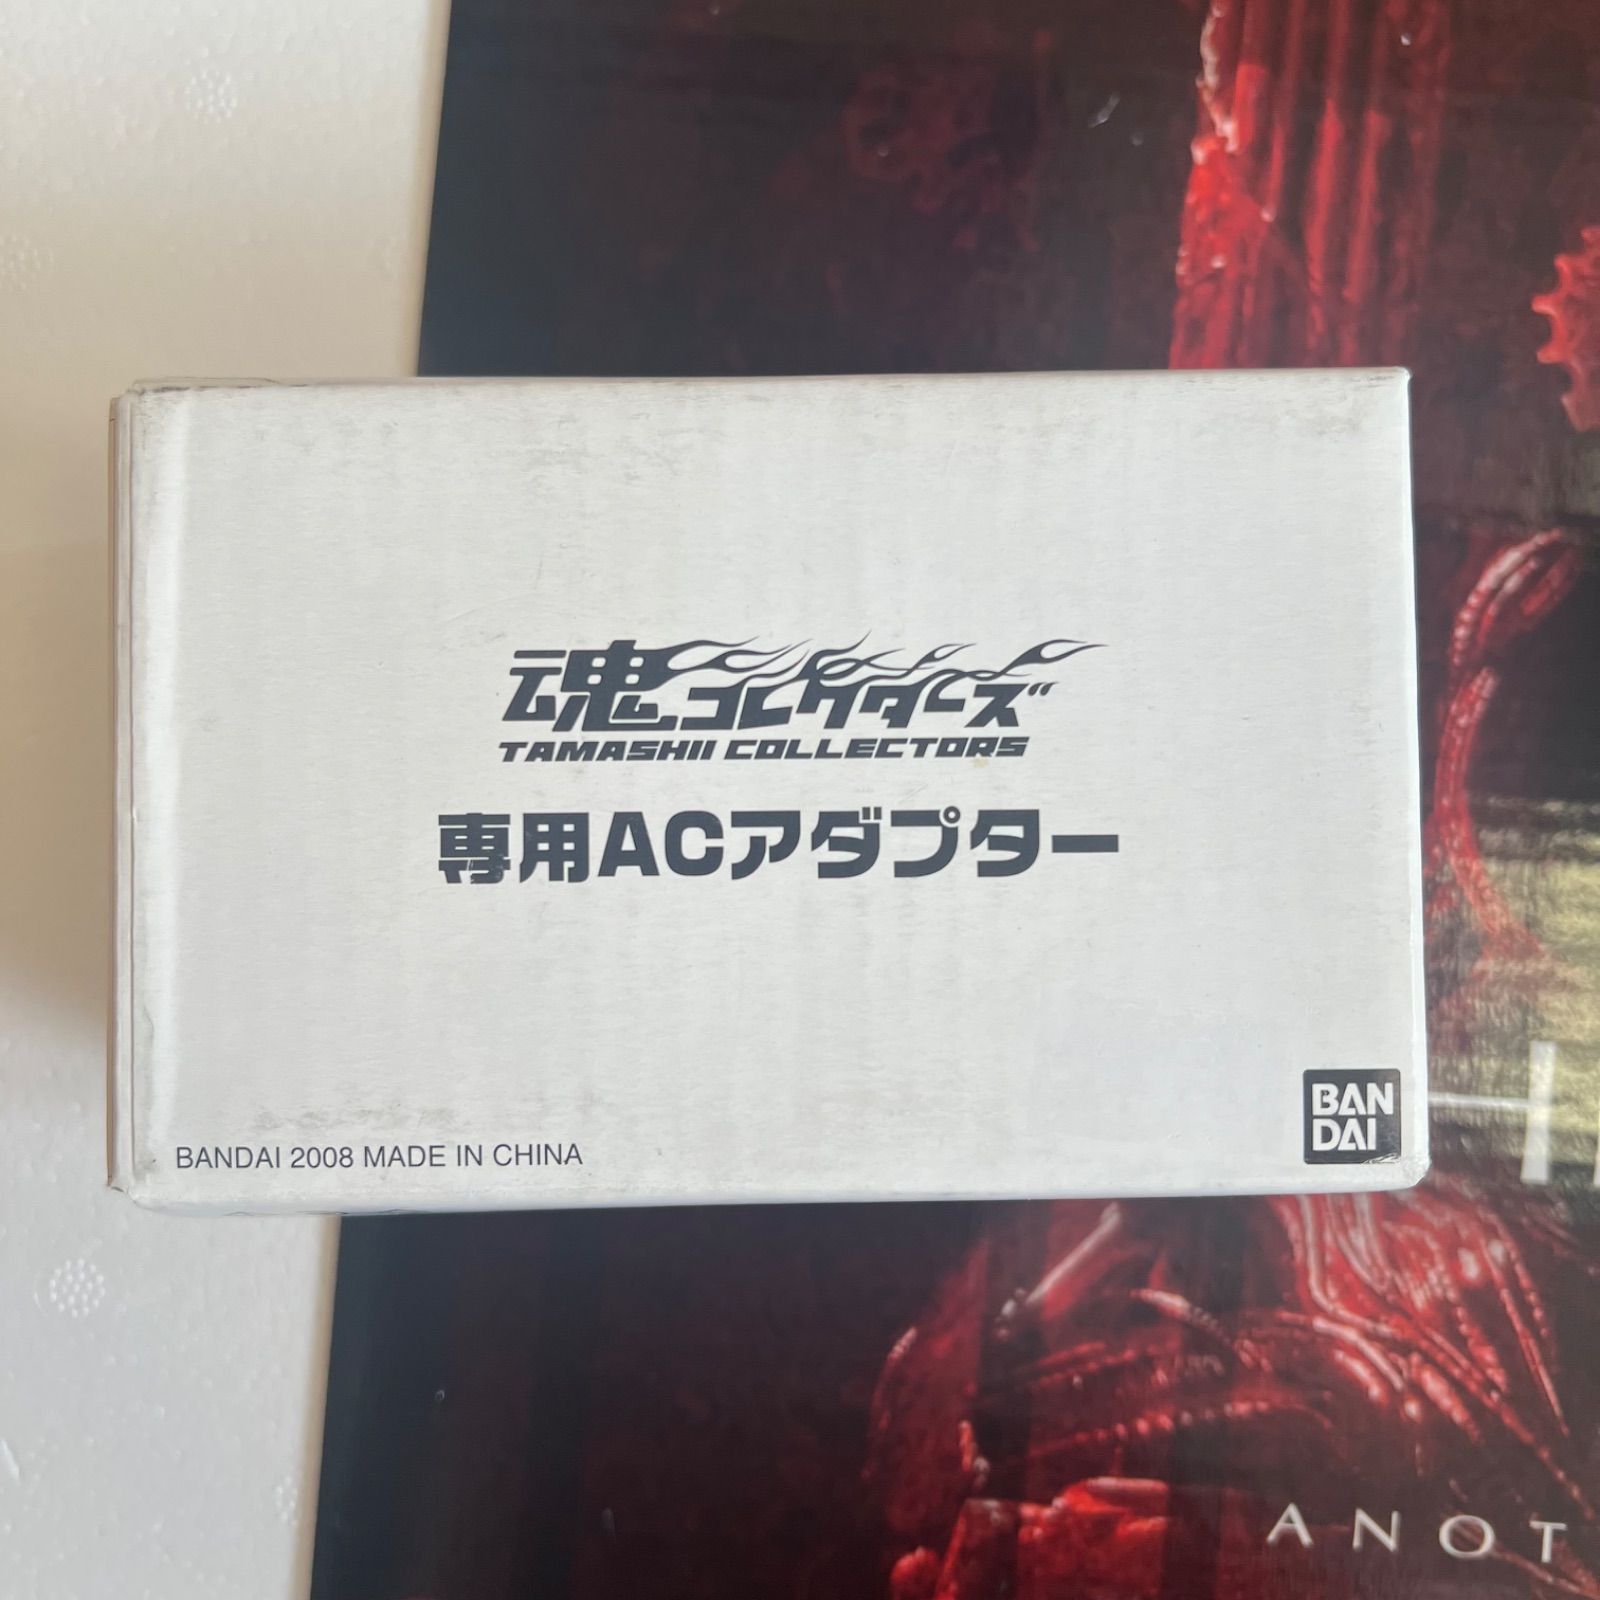 魂コレクターズ
TAMASHII COLLECTORS
専用ACアダプター
BANDAI 2008 MADE IN CHINA
BAN
DAI
ANOT